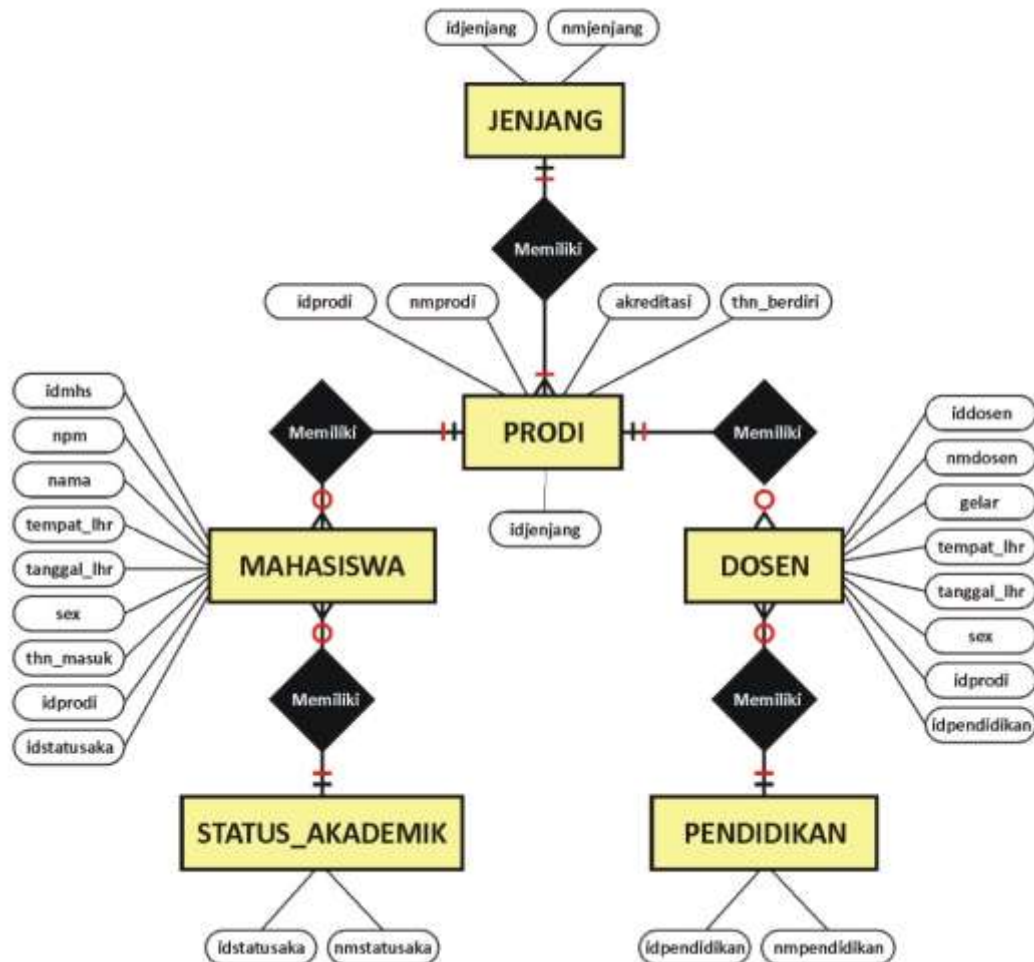 idjenjang
nmjenjang
JENJANG
Memiliki
idprodi
nmprodi
akreditasi
thn_berdiri
PRODI
idjenjang
Memiliki
Memiliki
idmhs
npm
nama
tempat_lhr
tanggal_lhr
sex
thn_masuk
idprodi
idstatusaka
MAHASISWA
iddosen
nmdosen
gelar
tempat_lhr
tanggal_lhr
sex
idprodi
idpendidikan
DOSEN
Memiliki
Memiliki
STATUS_AKADEMIK
PENDIDIKAN
idstatusaka
nmstatusaka
idpendidikan
nmpendidikan